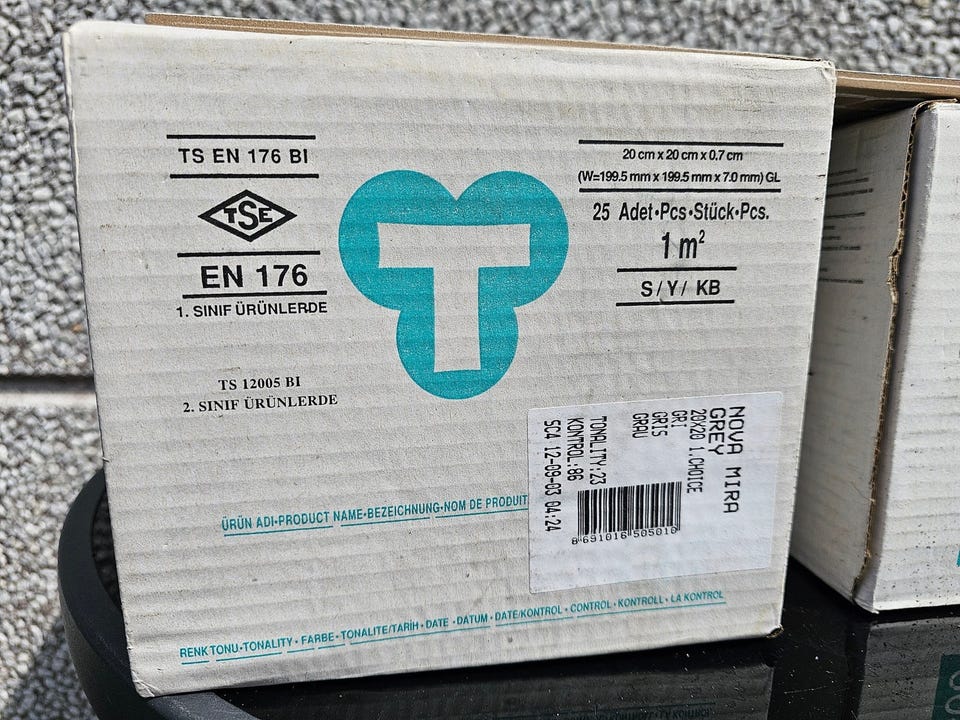 TS EN 176 BI
TSE
EN 176
1. SINIF ÜRÜNLERDE
TS 12005 BI
2. SINIF ÜRÜNLERDE
T
20 cm x 20 cm x 0.7 cm
(W=199.5 mm x 199.5 mm x 7.0 mm) GL
25 Adet•Pcs•Stück•Pcs.
1 m²
S / Y / KB
NOVA MIRA
GREY
20X20 1.CHOICE
GRI
GRIS
GRAU
TONALITY:23
KONTROL:86
SC4 12-09-03 04:24
8 691016 505010
ÜRÜN ADI•PRODUCT NAME•BEZEICHNUNG•NOM DE PRODUIT
RENK TONU•TONALITY • FARBE • TONALITE/TARİH • DATE • DATUM • DATE/KONTROL • CONTROL • KONTROLL • LA KONTROL